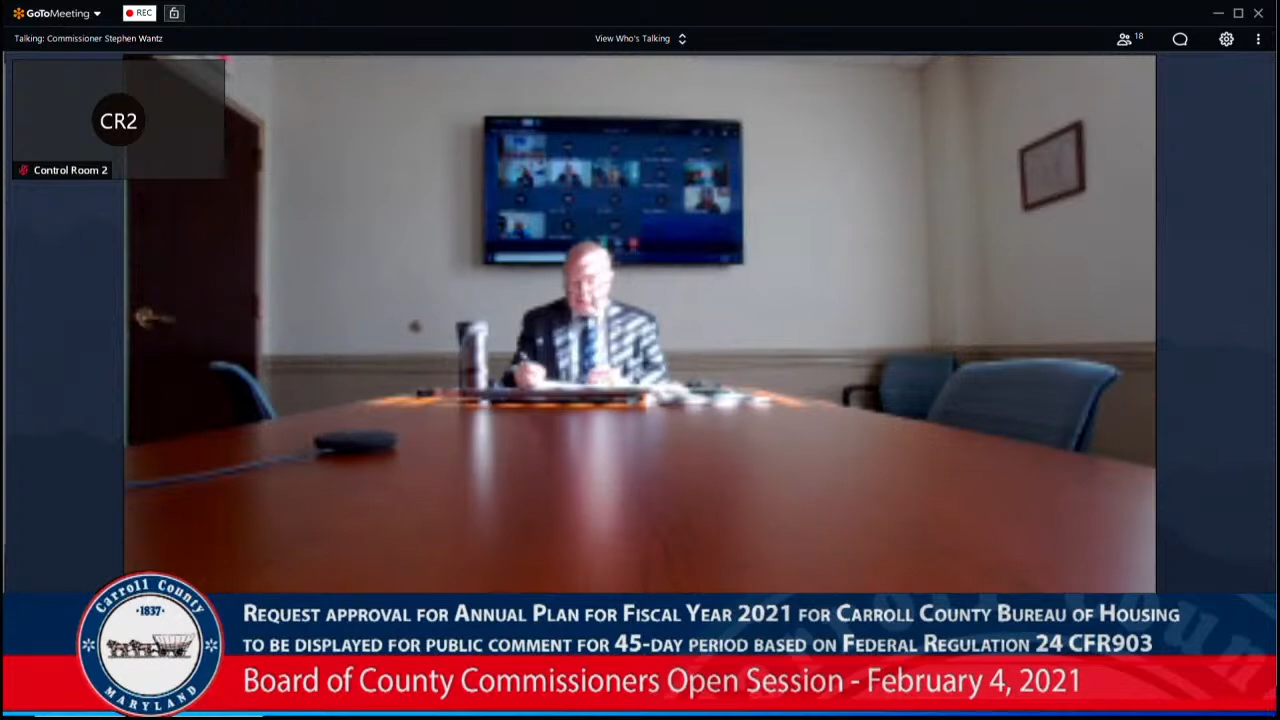 GoToMeeting
REC
Talking: Commissioner Stephen Wantz
View Who's Talking
18
CR2
Control Room 2
Carroll County
·1837·
MARYLAND
REQUEST APPROVAL FOR ANNUAL PLAN FOR FISCAL YEAR 2021 FOR CARROLL COUNTY BUREAU OF HOUSING
TO BE DISPLAYED FOR PUBLIC COMMENT FOR 45-DAY PERIOD BASED ON FEDERAL REGULATION 24 CFR903
Board of County Commissioners Open Session - February 4, 2021